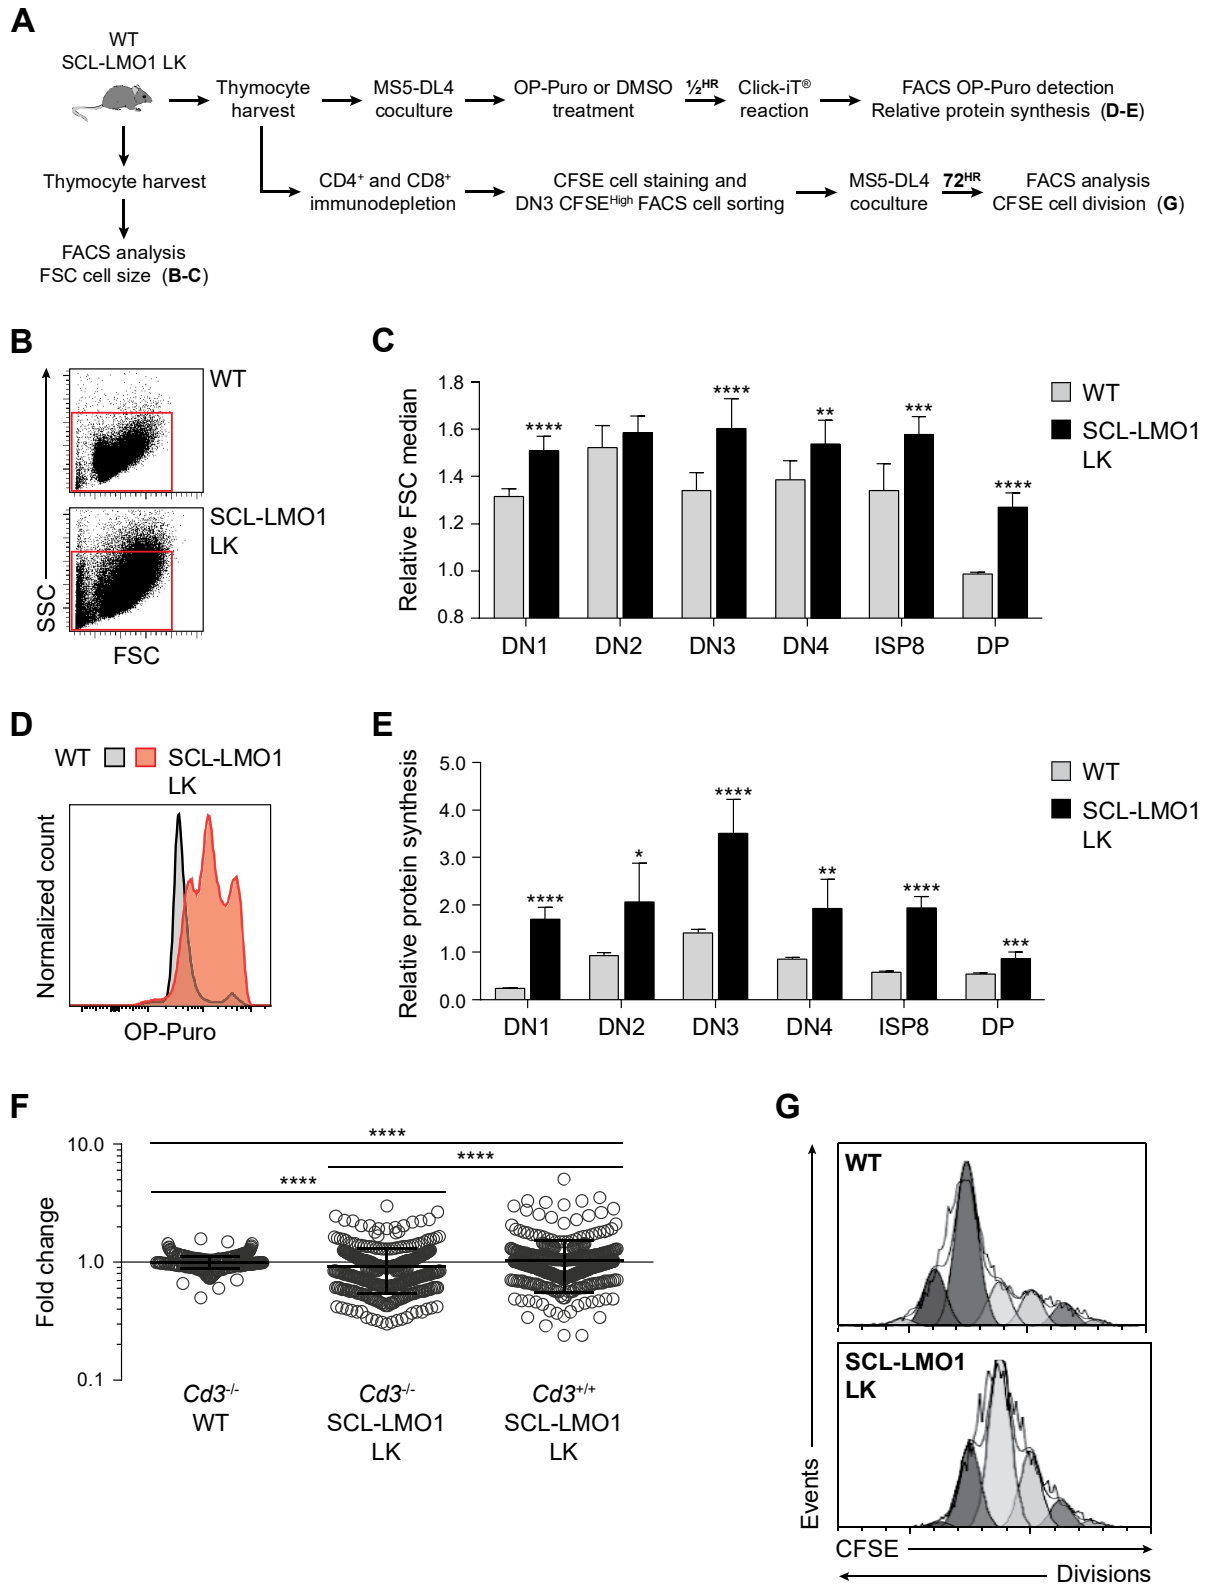 A
WT
SCL-LMO1 LK
Thymocyte
harvest
MS5-DL4
coculture
OP-Puro or DMSO
treatment
½HR
Click-iT®
reaction
FACS OP-Puro detection
Relative protein synthesis (D-E)
Thymocyte harvest
CD4+ and CD8+
immunodepletion
CFSE cell staining and
DN3 CFSEHigh FACS cell sorting
MS5-DL4
coculture
72HR
FACS analysis
CFSE cell division (G)
FACS analysis
FSC cell size (B-C)
B
WT
SCL-LMO1
LK
SSC
FSC
C
Relative FSC median
1.8
1.6
1.4
1.2
1.0
0.8
****
****
**
***
****
DN1
DN2
DN3
DN4
ISP8
DP
WT
SCL-LMO1
LK
D
WT
SCL-LMO1
LK
Normalized count
OP-Puro
E
Relative protein synthesis
5.0
4.0
3.0
2.0
1.0
0.0
****
*
****
**
****
***
DN1
DN2
DN3
DN4
ISP8
DP
WT
SCL-LMO1
LK
F
Fold change
10.0
1.0
0.1
****
****
****
Cd3-/-
WT
Cd3-/-
SCL-LMO1
LK
Cd3+/+
SCL-LMO1
LK
G
WT
SCL-LMO1
LK
Events
CFSE
Divisions